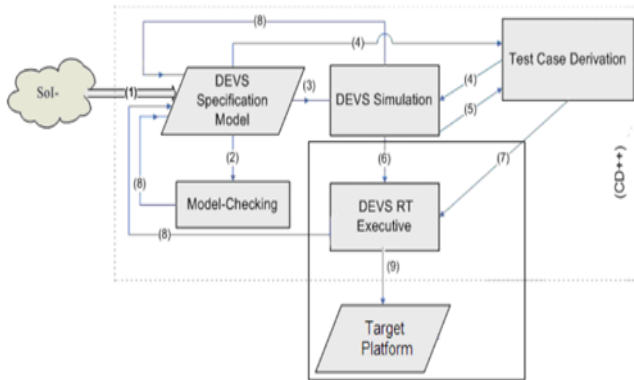 (8)
(4)
Test Case Derivation
SoI-
(1)
DEVS
Specification
Model
(3)
DEVS Simulation
(4)
(5)
(2)
(6)
(7)
(8)
Model-Checking
(8)
DEVS RT
Executive
(9)
Target
Platform
(CD++)